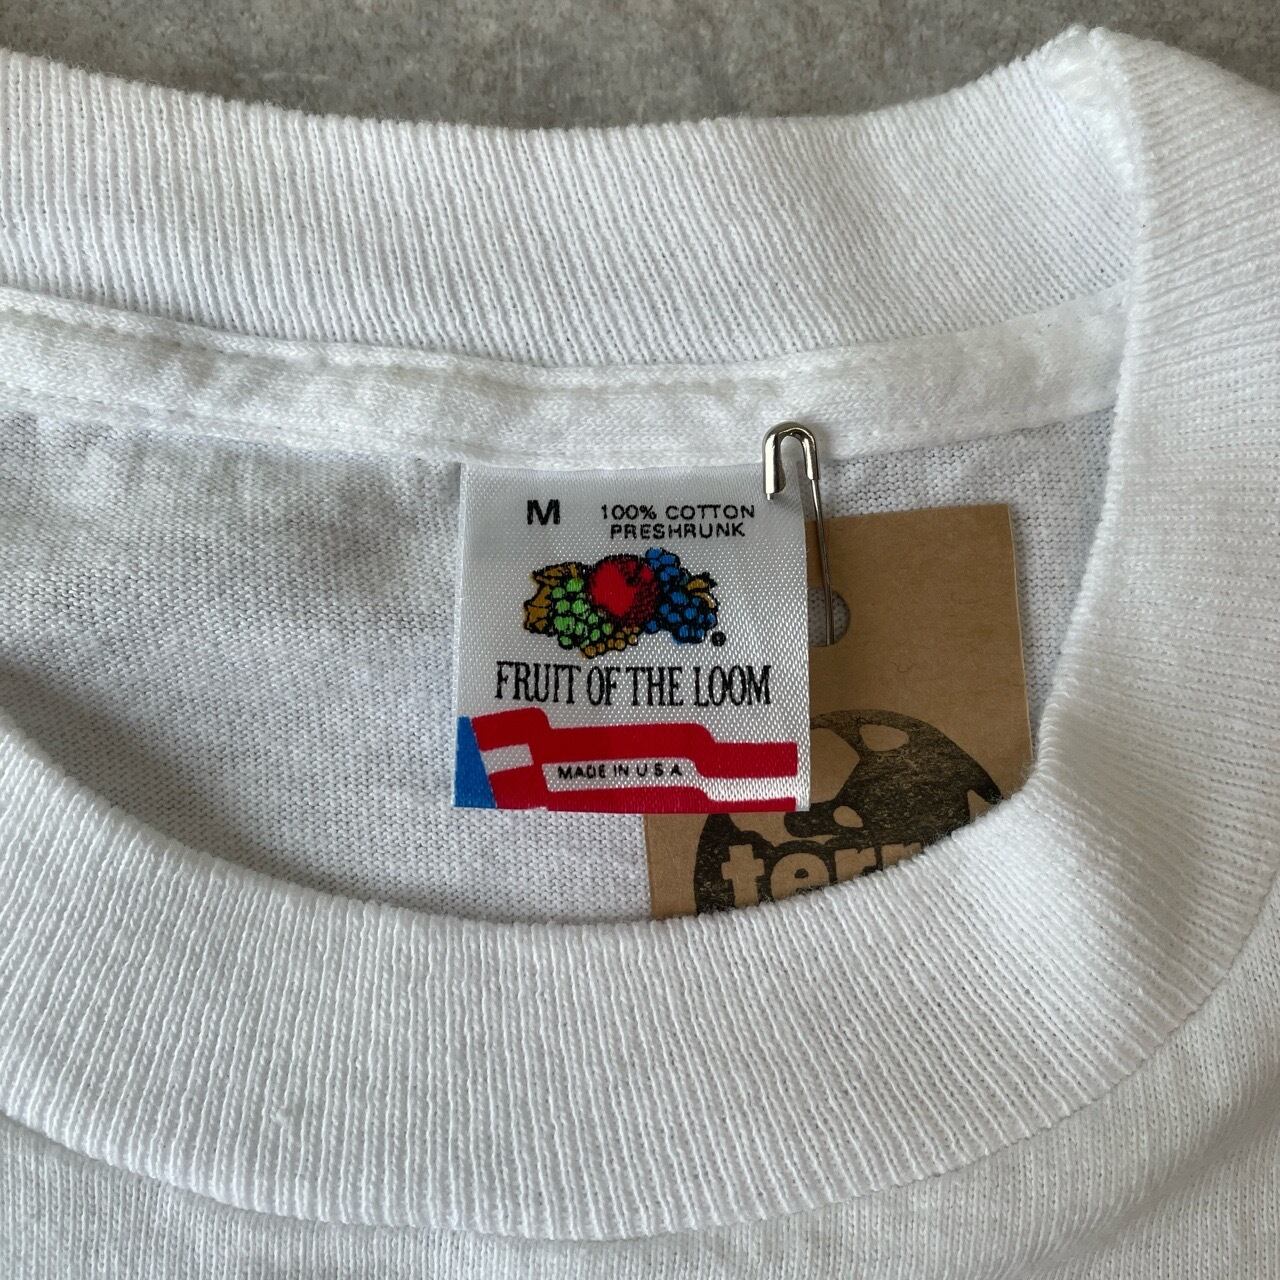 M
100% COTTON
PRESHRUNK
®
FRUIT OF THE LOOM
MADE IN U S A